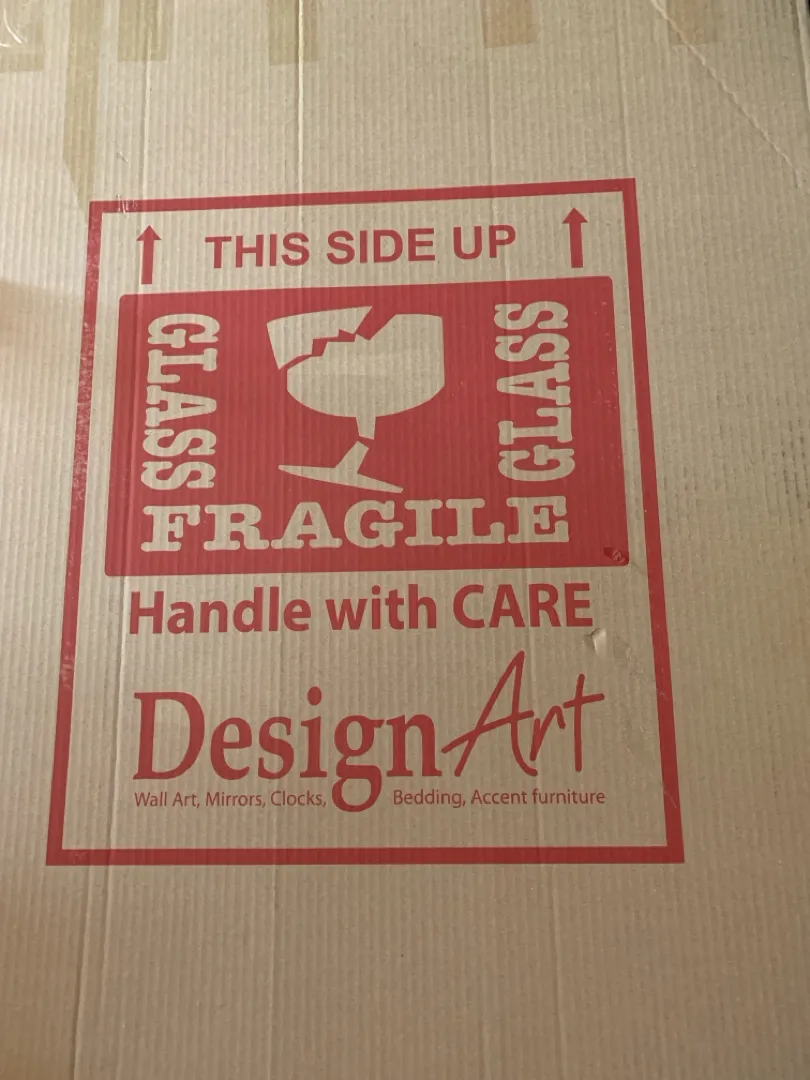 THIS SIDE UP
GLASS
GLASS
FRAGILE
Handle with CARE
DesignArt
Wall Art, Mirrors, Clocks, Bedding, Accent furniture